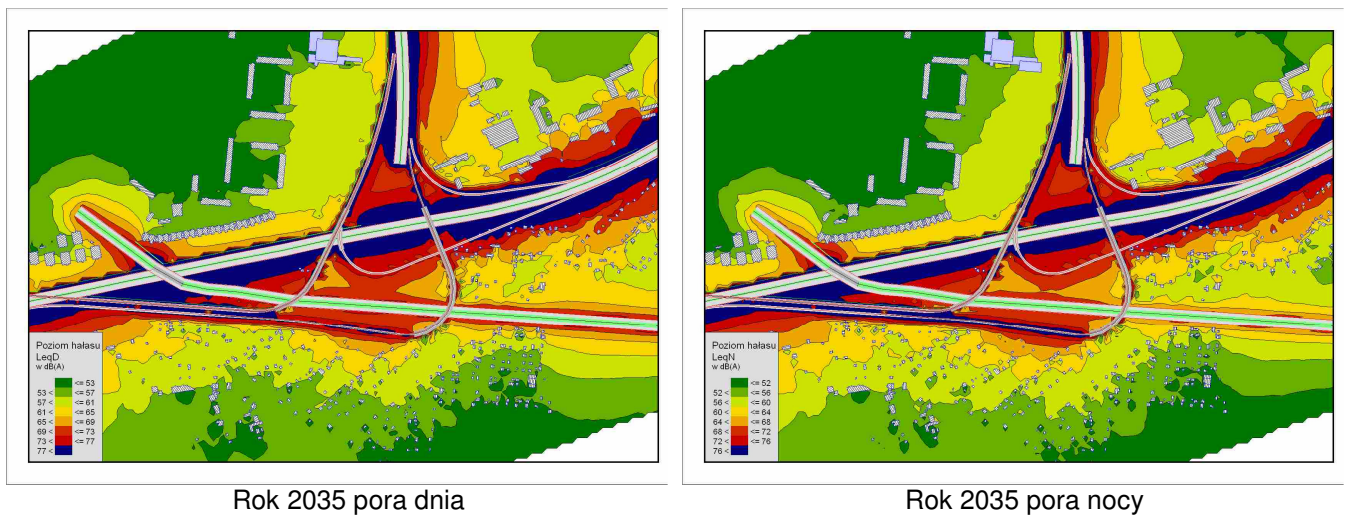 Poziom hałasu
LeqD
w dB(A)
<= 53
53 < <= 57
57 < <= 61
61 < <= 65
65 < <= 69
69 < <= 73
73 < <= 77
77 <
Rok 2035 pora dnia
Poziom hałasu
LeqN
w dB(A)
<= 52
52 < <= 56
56 < <= 60
60 < <= 64
64 < <= 68
68 < <= 72
72 < <= 76
76 <
Rok 2035 pora nocy